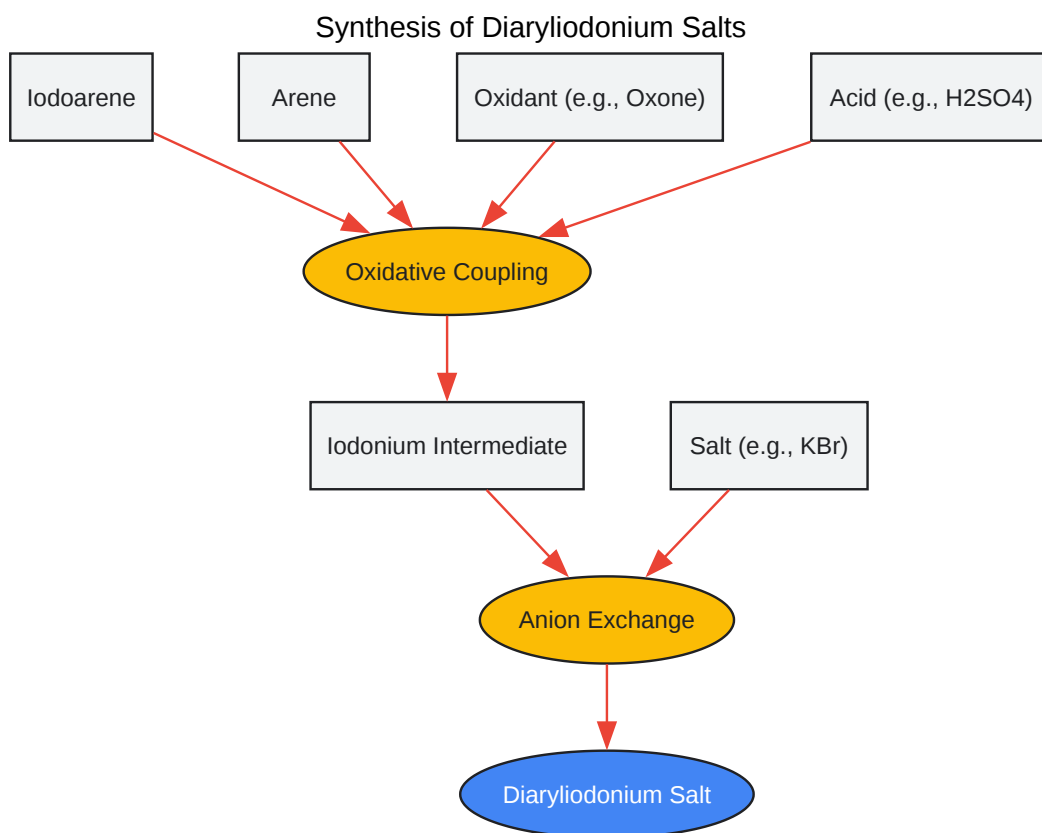 Synthesis of Diaryliodonium Salts
Iodoarene
Arene
Oxidant (e.g., Oxone)
Acid (e.g., H2SO4)
Oxidative Coupling
Iodonium Intermediate
Salt (e.g., KBr)
Anion Exchange
Diaryliodonium Salt